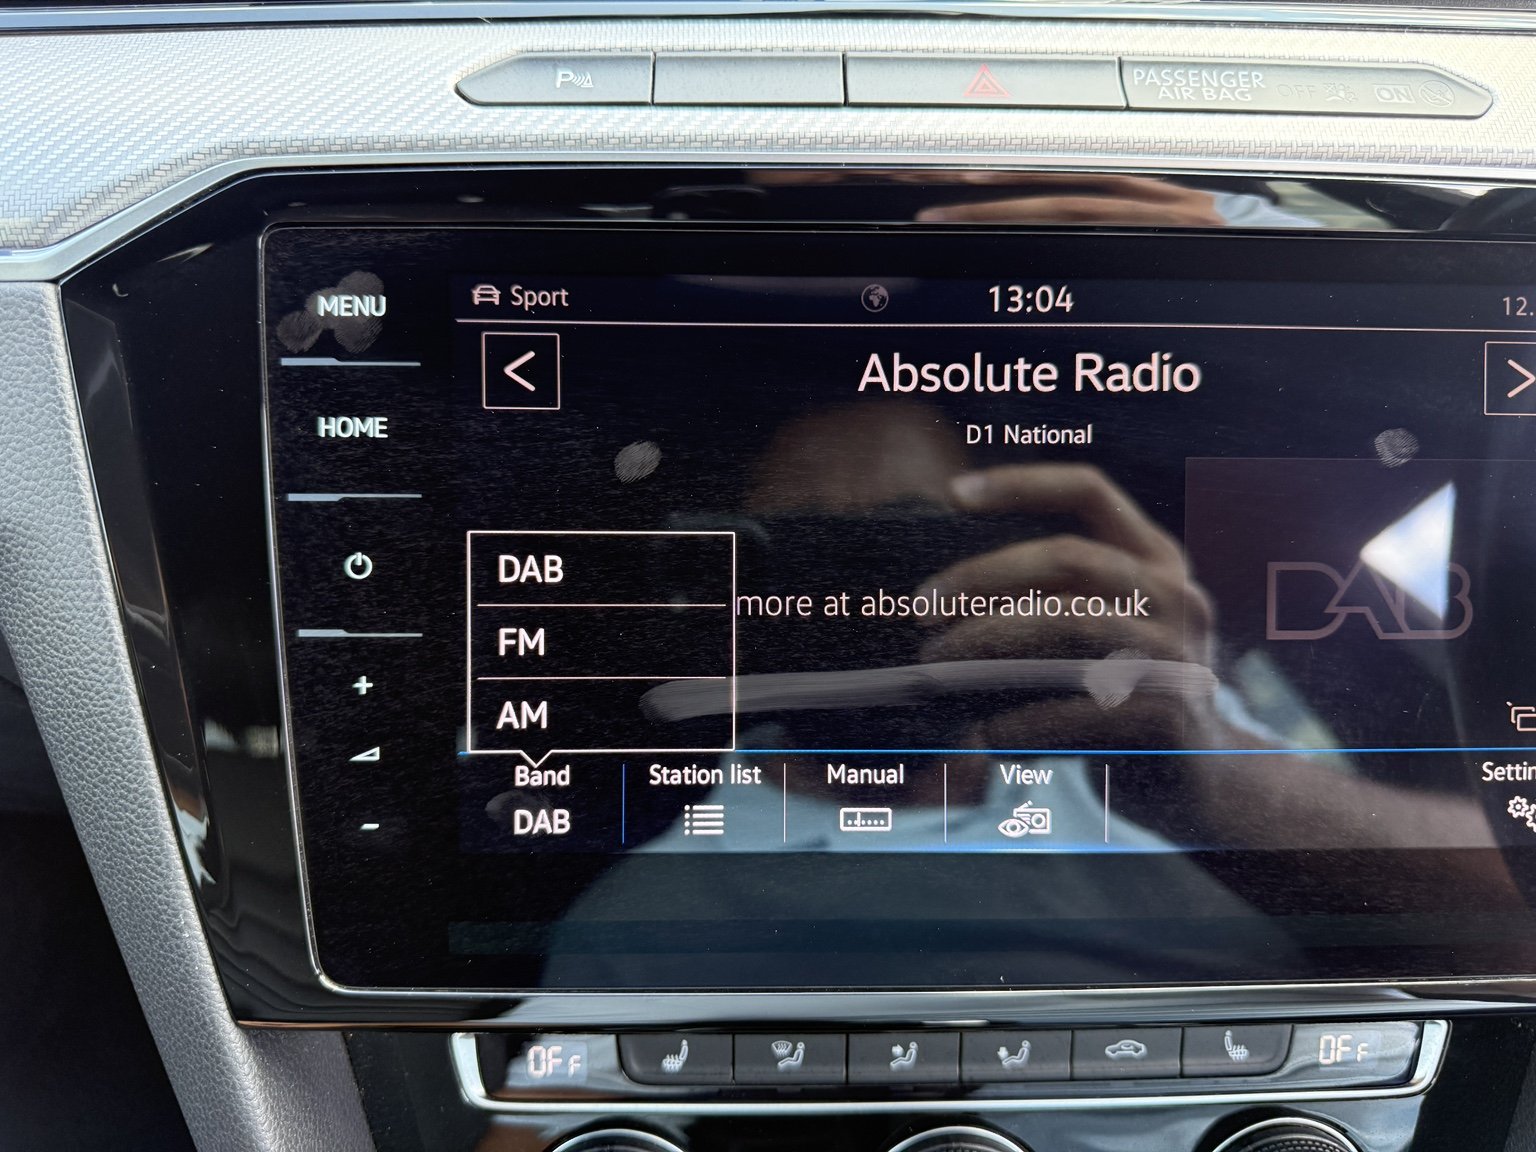 PASSENGER
AIR BAG OFF ON
MENU
HOME
Sport
13:04
12.
Absolute Radio
D1 National
DAB
FM
AM
more at absoluteradio.co.uk
DAB
Band
DAB
Station list
Manual
View
OFF
OFF